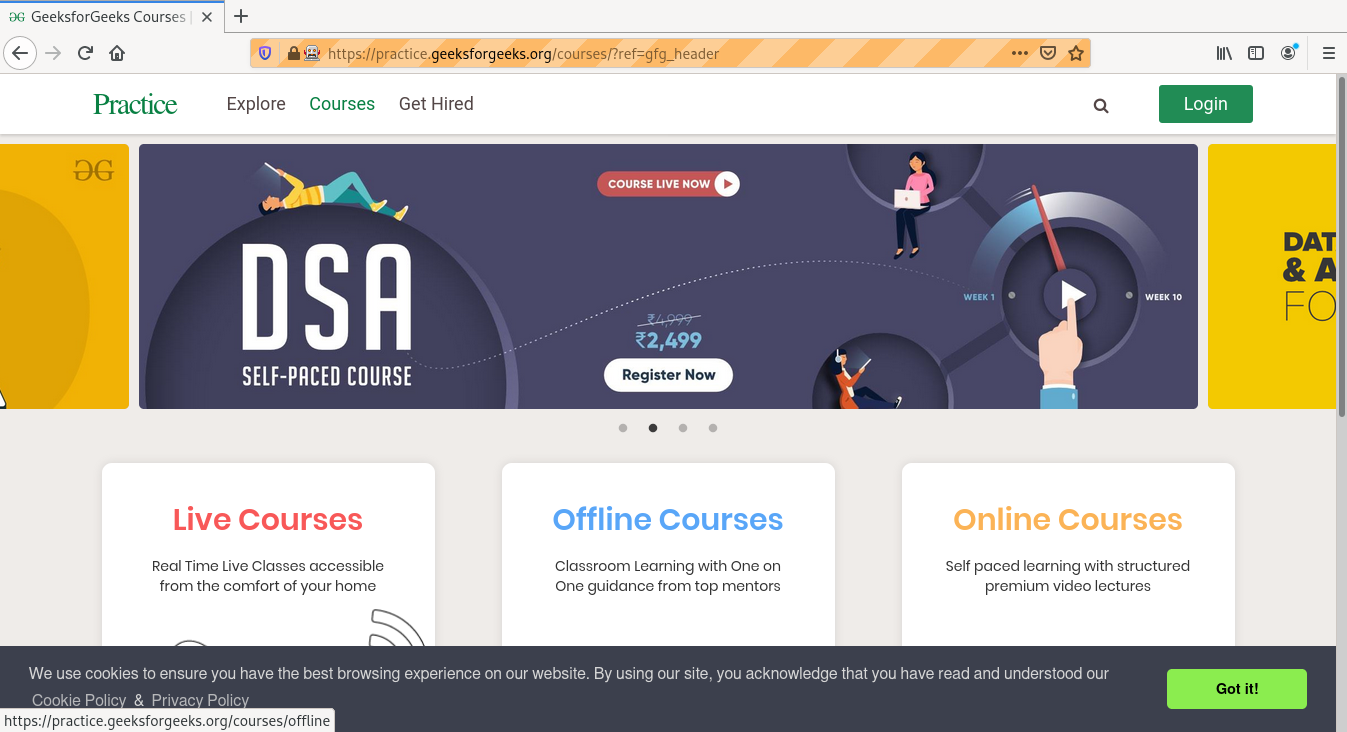 GeeksforGeeks Courses |
https://practice.geeksforgeeks.org/courses/?ref=gfg_header
Practice Explore Courses Get Hired Login
COURSE LIVE NOW
DSA
SELF-PACED COURSE
₹4,999
₹2,499
Register Now
WEEK 1
WEEK 10
DAT
& A
FO
Live Courses
Real Time Live Classes accessible
from the comfort of your home
Offline Courses
Classroom Learning with One on
One guidance from top mentors
Online Courses
Self paced learning with structured
premium video lectures
We use cookies to ensure you have the best browsing experience on our website. By using our site, you acknowledge that you have read and understood our
Cookie Policy & Privacy Policy
Got it!
https://practice.geeksforgeeks.org/courses/offline